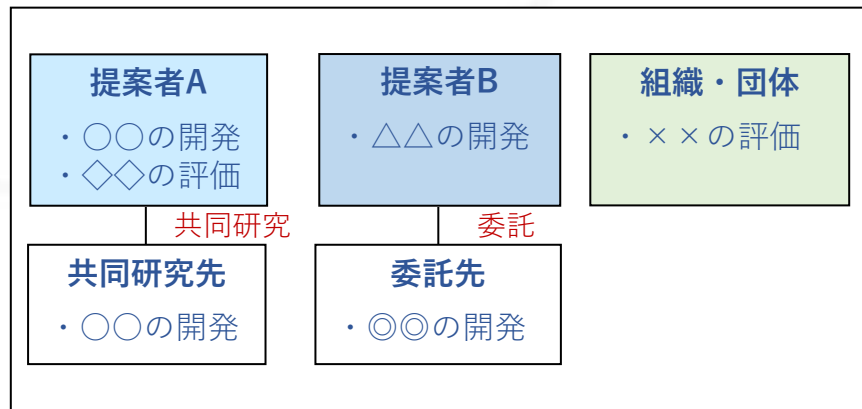 提案者A
・○○の開発
・◇◇の評価
共同研究
共同研究先
・○○の開発
提案者B
・△△の開発
委託
委託先
・◎◎の開発
組織・団体
・××の評価